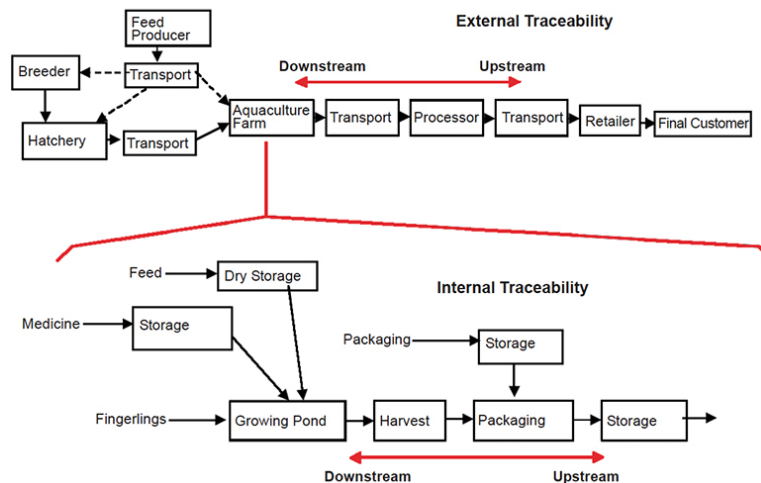 External Traceability
Feed
Producer
Downstream
Upstream
Breeder
Transport
Aquaculture
Farm
Transport
Processor
Transport
Retailer
Final Customer
Hatchery
Transport
Feed
Dry Storage
Internal Traceability
Medicine
Storage
Packaging
Storage
Fingerlings
Growing Pond
Harvest
Packaging
Storage
Downstream
Upstream